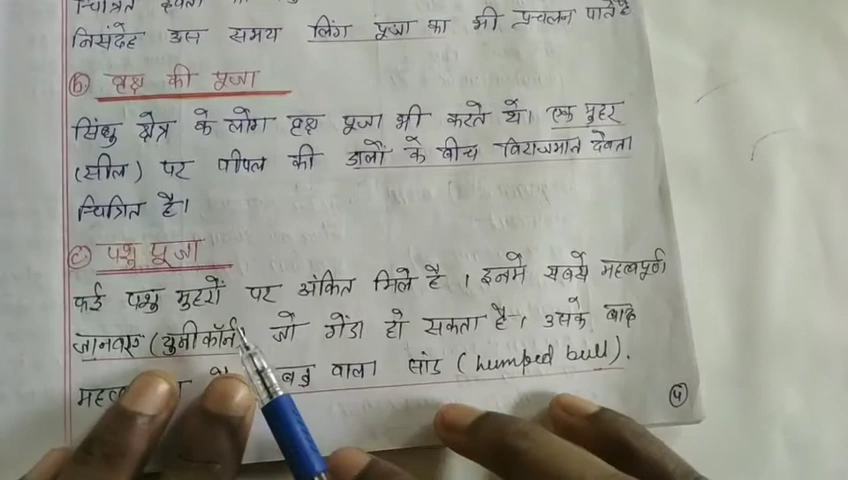 निसंदेह उस समय लिंग पूजा का भी प्रचलन
(b) वृक्ष की पूजा
सिंधु क्षेत्र के लोग वृक्ष पूजा भी करते थे। एक मुहर
(सील) पर पीपल की डालों के बीच विराजमान देवता
चित्रित है।
(c) पशु पूजा
कई पशु मुहरों पर अंकित मिले है। इनमे सबसे महत्वपूर्ण
जानवर (युनीकॉर्न) जो गेंडा हो सकता है। उसके बाद
वाला सांड (humped bull).